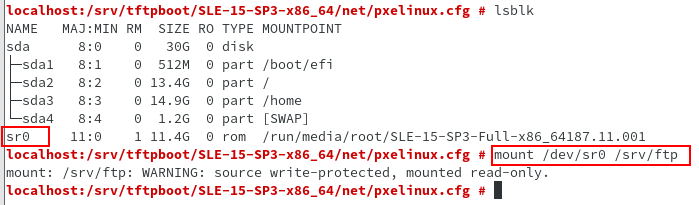 localhost:/srv/tftpboot/SLE-15-SP3-x86_64/net/pxelinux.cfg # lsblk
NAME   MAJ:MIN RM  SIZE RO TYPE MOUNTPOINT
sda      8:0    0   30G  0 disk
├─sda1   8:1    0  512M  0 part /boot/efi
├─sda2   8:2    0 13.4G  0 part /
├─sda3   8:3    0 14.9G  0 part /home
└─sda4   8:4    0  1.2G  0 part [SWAP]
sr0     11:0    1 11.4G  0 rom  /run/media/root/SLE-15-SP3-Full-x86_64187.11.001
localhost:/srv/tftpboot/SLE-15-SP3-x86_64/net/pxelinux.cfg # mount /dev/sr0 /srv/ftp
mount: /srv/ftp: WARNING: source write-protected, mounted read-only.
localhost:/srv/tftpboot/SLE-15-SP3-x86_64/net/pxelinux.cfg #